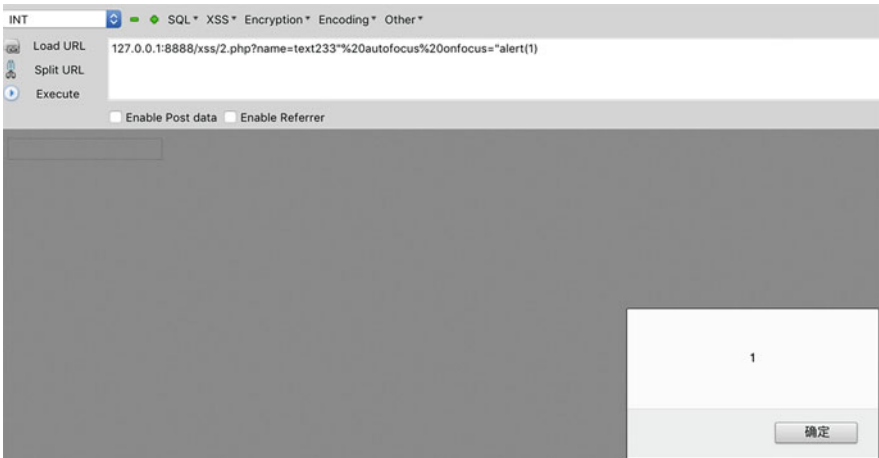 INT SQL▾ XSS▾ Encryption▾ Encoding▾ Other▾
Load URL 127.0.0.1:8888/xss/2.php?name=text233"%20autofocus%20onfocus="alert(1)
Split URL
Execute
Enable Post data Enable Referrer
1
确定